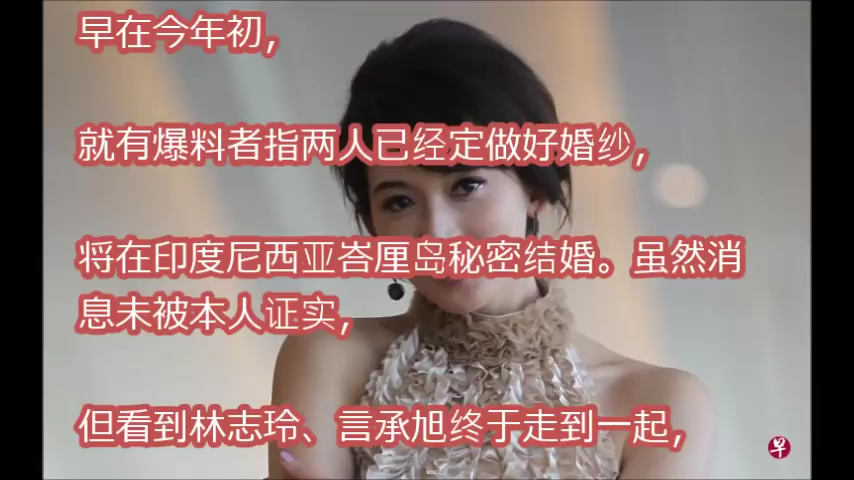 早在今年初，
就有爆料者指两人已经定做好婚纱，
将在印度尼西亚峇厘岛秘密结婚。虽然消
息未被本人证实，
但看到林志玲、言承旭终于走到一起，
早